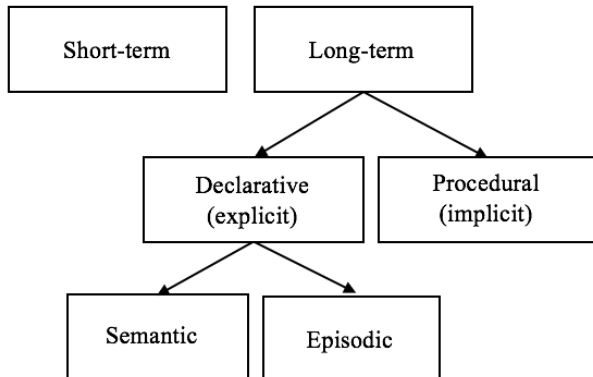 Short-term
Long-term
Declarative
(explicit)
Procedural
(implicit)
Semantic
Episodic